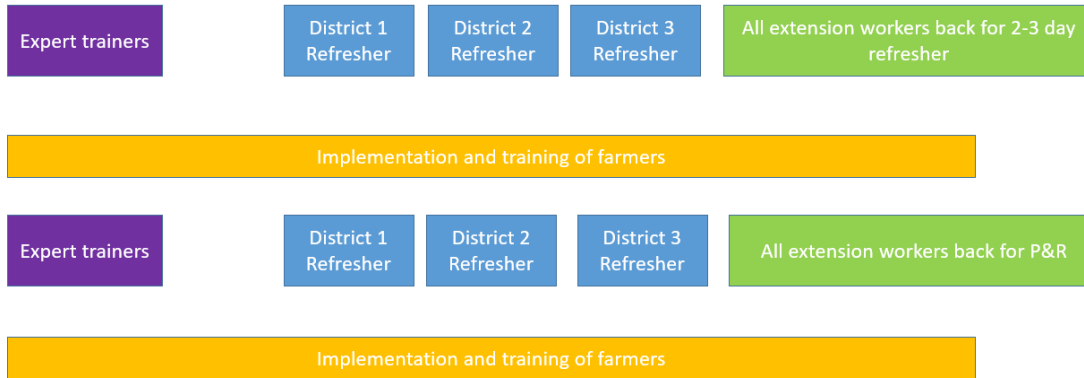 Expert trainers
District 1
Refresher
District 2
Refresher
District 3
Refresher
All extension workers back for 2-3 day
refresher
Implementation and training of farmers
Expert trainers
District 1
Refresher
District 2
Refresher
District 3
Refresher
All extension workers back for P&R
Implementation and training of farmers